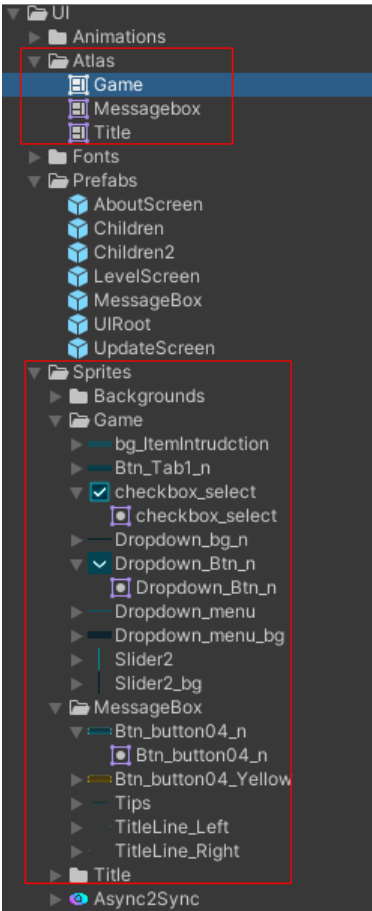 UI
Animations
Atlas
Game
Messagebox
Title
Fonts
Prefabs
AboutScreen
Children
Children2
LevelScreen
MessageBox
UIRoot
UpdateScreen
Sprites
Backgrounds
Game
bg_ItemIntrudction
Btn_Tab1_n
checkbox_select
checkbox_select
Dropdown_bg_n
Dropdown_Btn_n
Dropdown_Btn_n
Dropdown_menu
Dropdown_menu_bg
Slider2
Slider2_bg
MessageBox
Btn_button04_n
Btn_button04_n
Btn_button04_Yellow
Tips
TitleLine_Left
TitleLine_Right
Title
Async2Sync